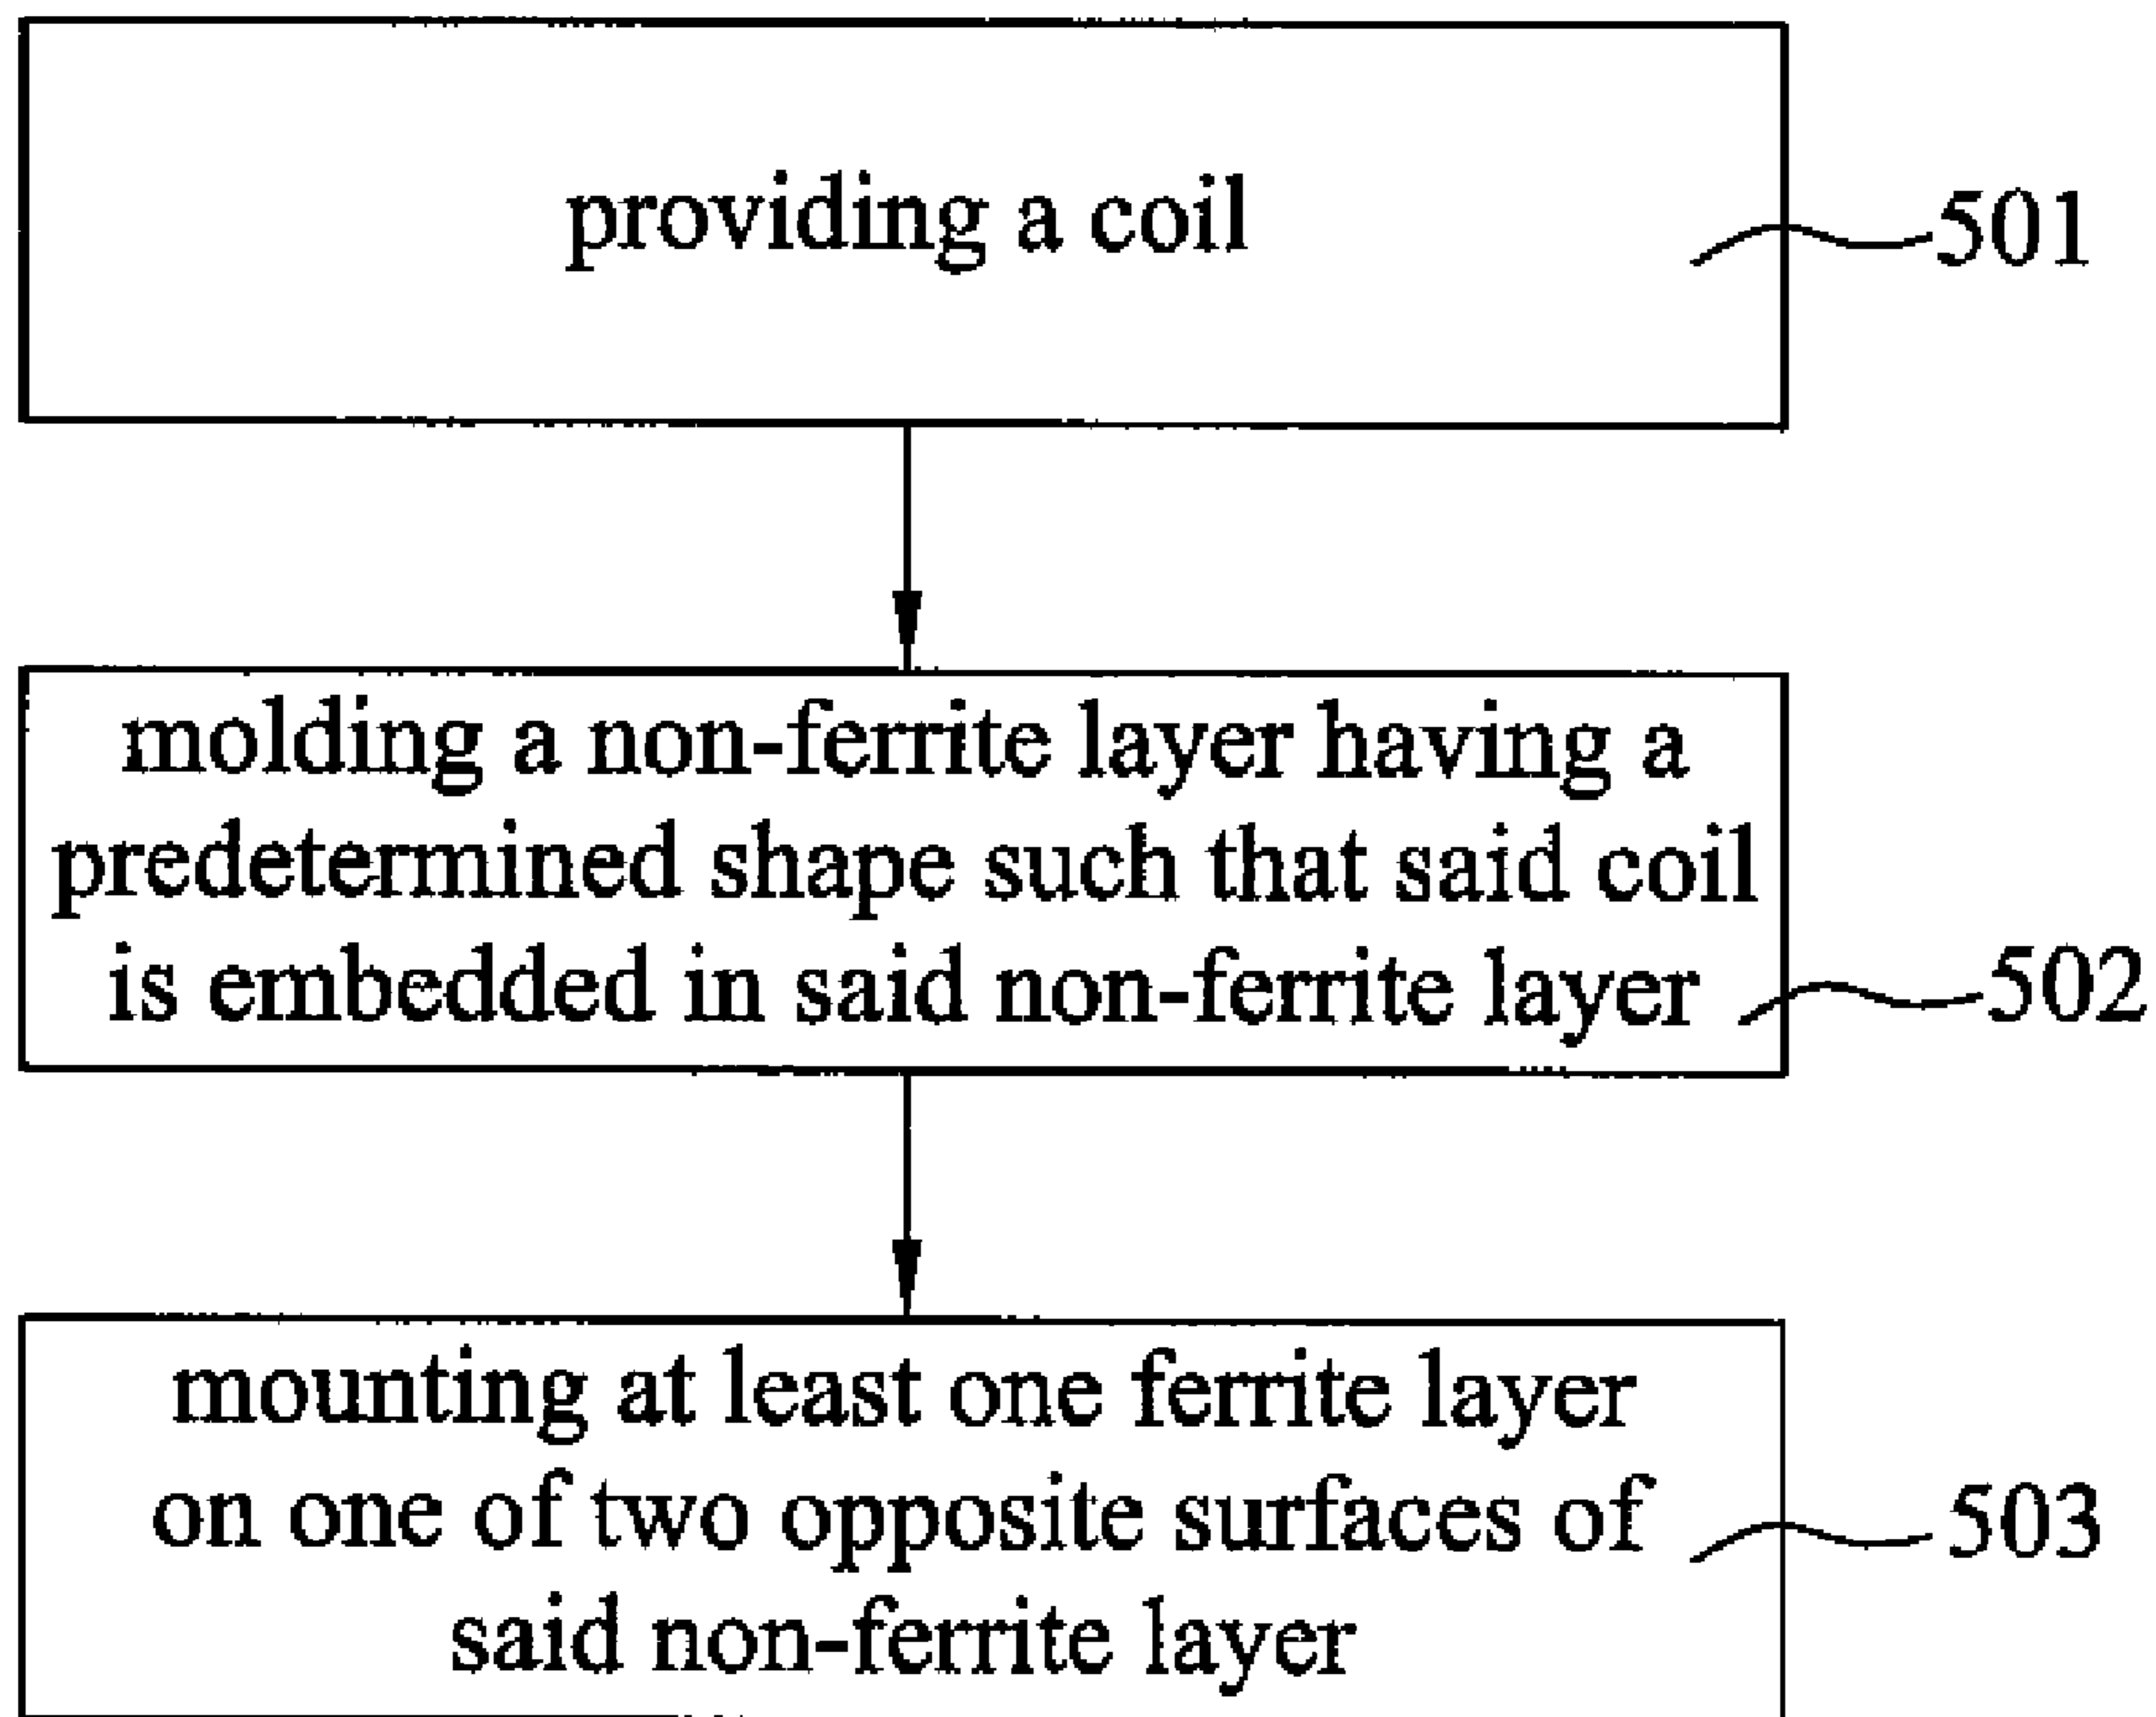 providing a coil
501
molding a non-ferrite layer having a
predetermined shape such that said coil
is embedded in said non-ferrite layer
502
mounting at least one ferrite layer
on one of two opposite surfaces of
said non-ferrite layer
503